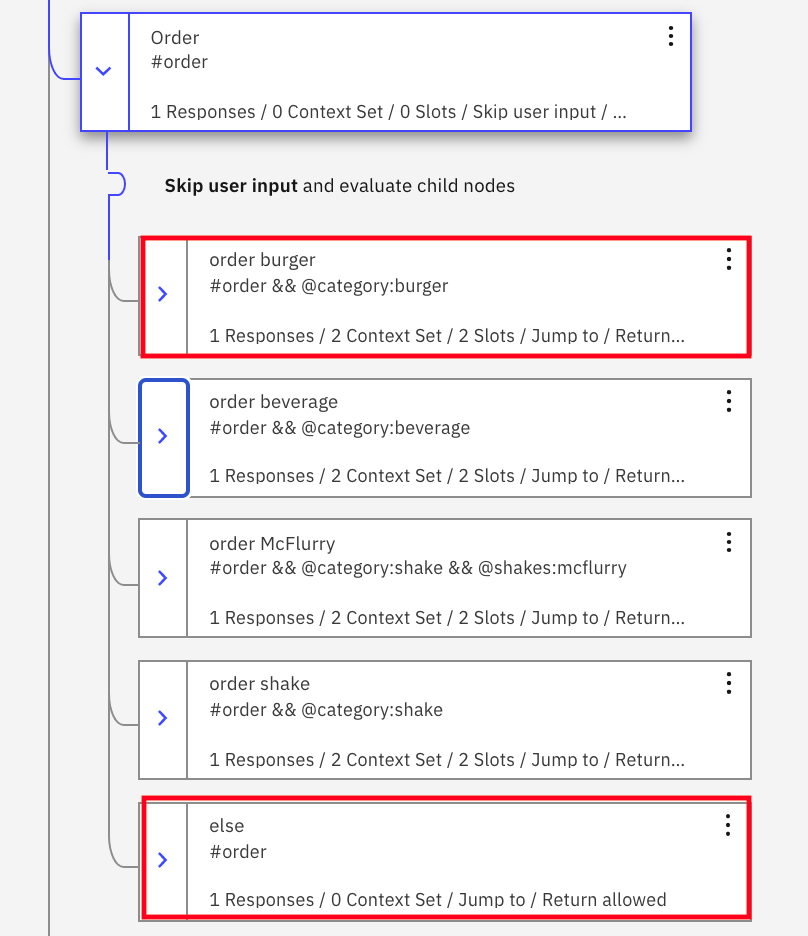 Order
#order
1 Responses / 0 Context Set / 0 Slots / Skip user input / ...
Skip user input and evaluate child nodes
order burger
#order && @category:burger
1 Responses / 2 Context Set / 2 Slots / Jump to / Return...
order beverage
#order && @category:beverage
1 Responses / 2 Context Set / 2 Slots / Jump to / Return...
order McFlurry
#order && @category:shake && @shakes:mcflurry
1 Responses / 2 Context Set / 2 Slots / Jump to / Return...
order shake
#order && @category:shake
1 Responses / 2 Context Set / 2 Slots / Jump to / Return...
else
#order
1 Responses / 0 Context Set / Jump to / Return allowed